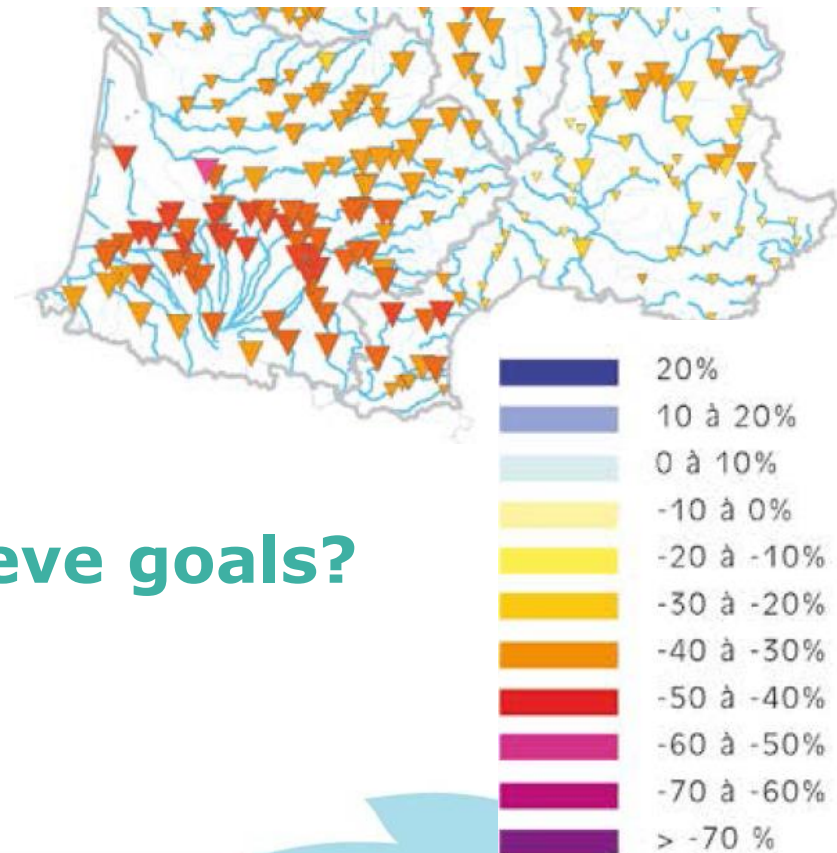 20%
10 à 20%
0 à 10%
-10 à 0%
-20 à -10%
-30 à -20%
eve goals?
-40 à -30%
-50 à -40%
-60 à -50%
-70 à -60%
> -70 %